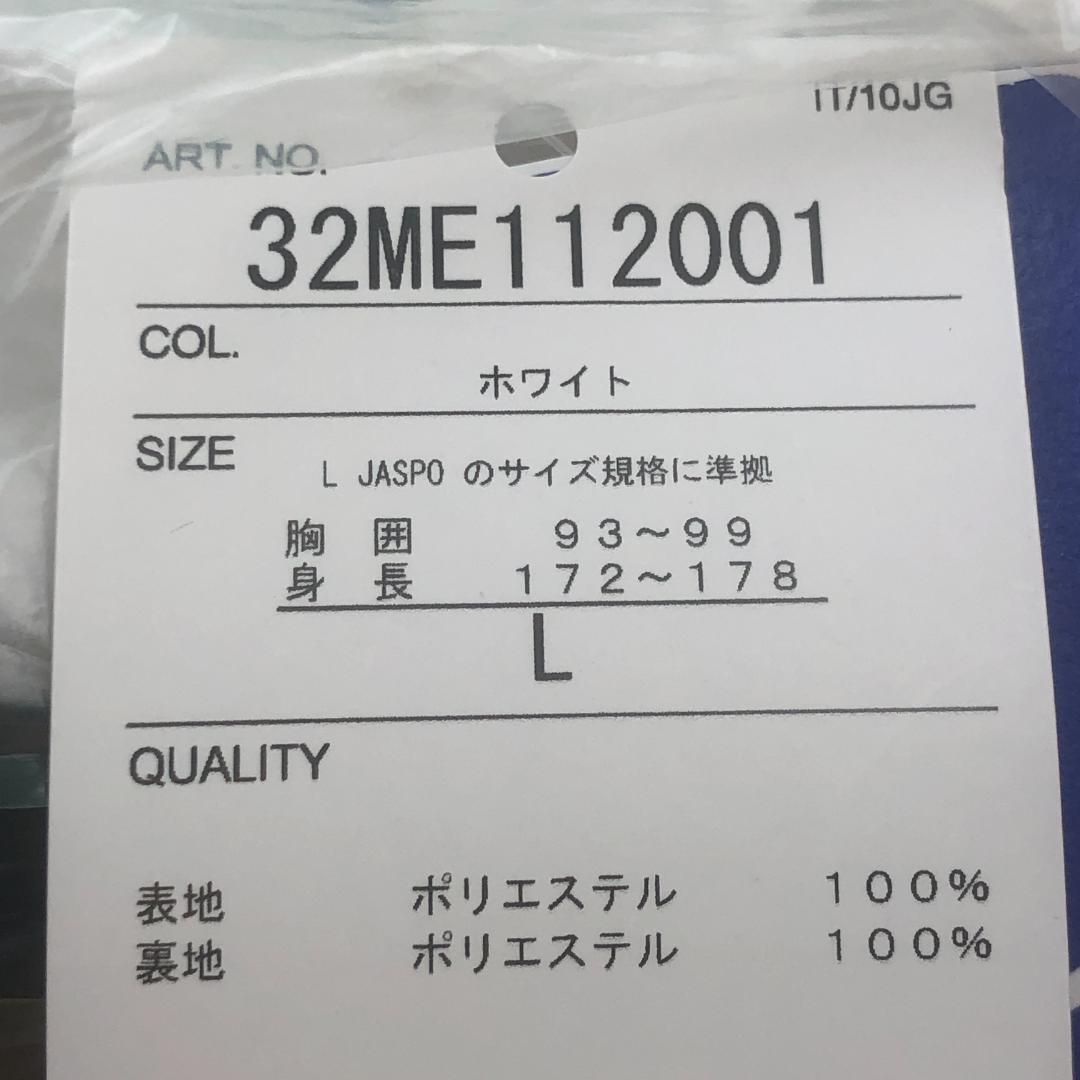 IT/10JG
ART. NO.
32ME112001
COL.
ホワイト
SIZE
L JASPO のサイズ規格に準拠
胸 囲 93～99
身 長 172～178
L
QUALITY
表地 ポリエステル 100%
裏地 ポリエステル 100%